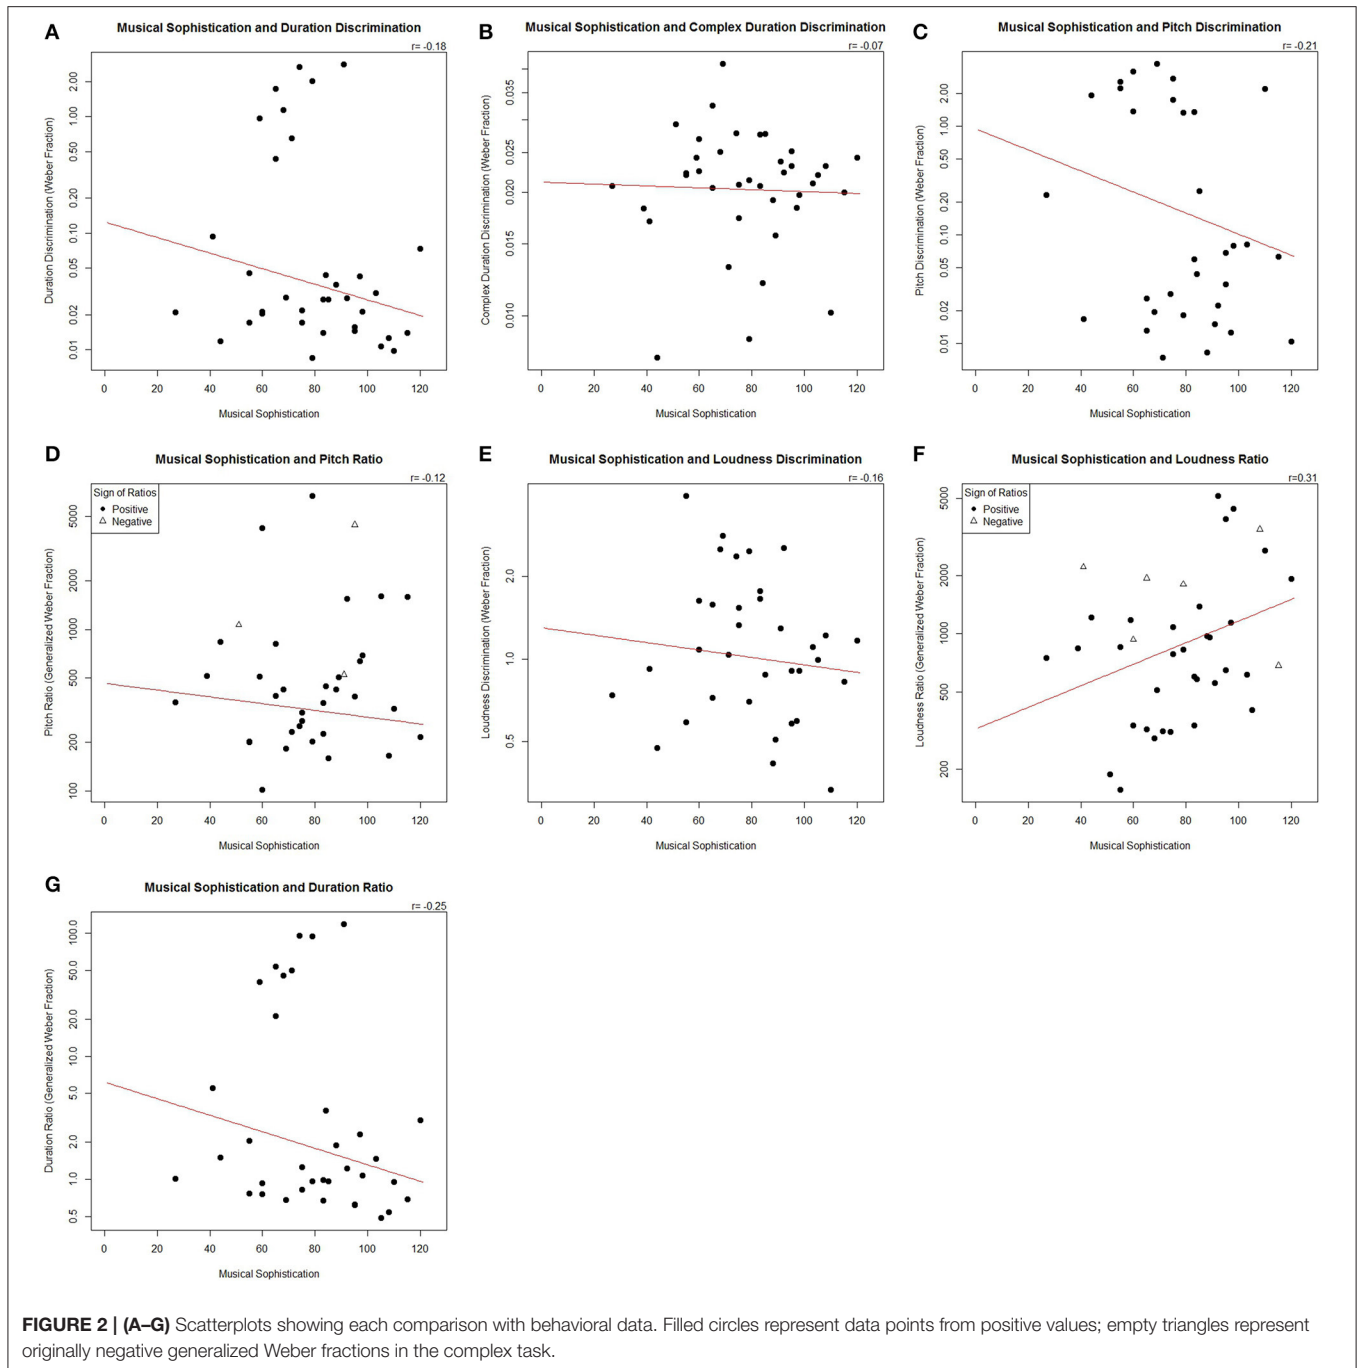 A
Musical Sophistication and Duration Discrimination
r= -0.18
Duration Discrimination (Weber Fraction)
2.00
1.00
0.50
0.20
0.10
0.05
0.02
0.01
0 20 40 60 80 100 120
Musical Sophistication
B
Musical Sophistication and Complex Duration Discrimination
r= -0.07
Complex Duration Discrimination (Weber Fraction)
0.035
0.025
0.020
0.015
0.010
0 20 40 60 80 100 120
Musical Sophistication
C
Musical Sophistication and Pitch Discrimination
r= -0.21
Pitch Discrimination (Weber Fraction)
2.00
1.00
0.50
0.20
0.10
0.05
0.02
0.01
0 20 40 60 80 100 120
Musical Sophistication
D
Musical Sophistication and Pitch Ratio
r= -0.12
Sign of Ratios
Positive
Negative
Pitch Ratio (Generalized Weber Fraction)
5000
2000
1000
500
200
100
0 20 40 60 80 100 120
Musical Sophistication
E
Musical Sophistication and Loudness Discrimination
r= -0.16
Loudness Discrimination (Weber Fraction)
2.0
1.0
0.5
0 20 40 60 80 100 120
Musical Sophistication
F
Musical Sophistication and Loudness Ratio
r=0.31
Sign of Ratios
Positive
Negative
Loudness Ratio (Generalized Weber Fraction)
5000
2000
1000
500
200
0 20 40 60 80 100 120
Musical Sophistication
G
Musical Sophistication and Duration Ratio
r= -0.25
Duration Ratio (Generalized Weber Fraction)
100.0
50.0
20.0
10.0
5.0
2.0
1.0
0.5
0 20 40 60 80 100 120
Musical Sophistication
FIGURE 2 | (A–G) Scatterplots showing each comparison with behavioral data. Filled circles represent data points from positive values; empty triangles represent
originally negative generalized Weber fractions in the complex task.